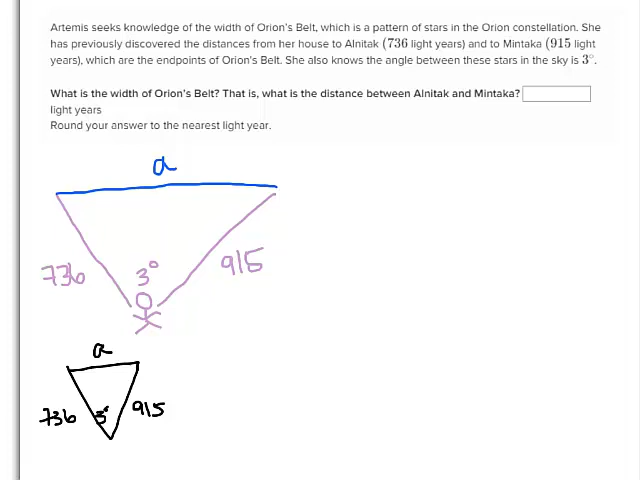 Artemis seeks knowledge of the width of Orion's Belt, which is a pattern of stars in the Orion constellation. She
has previously discovered the distances from her house to Alnitak (736 light years) and to Mintaka (915 light
years), which are the endpoints of Orion's Belt. She also knows the angle between these stars in the sky is 3°.
What is the width of Orion's Belt? That is, what is the distance between Alnitak and Mintaka?
light years
Round your answer to the nearest light year.
a
736 3° 915
a
736 3° 915